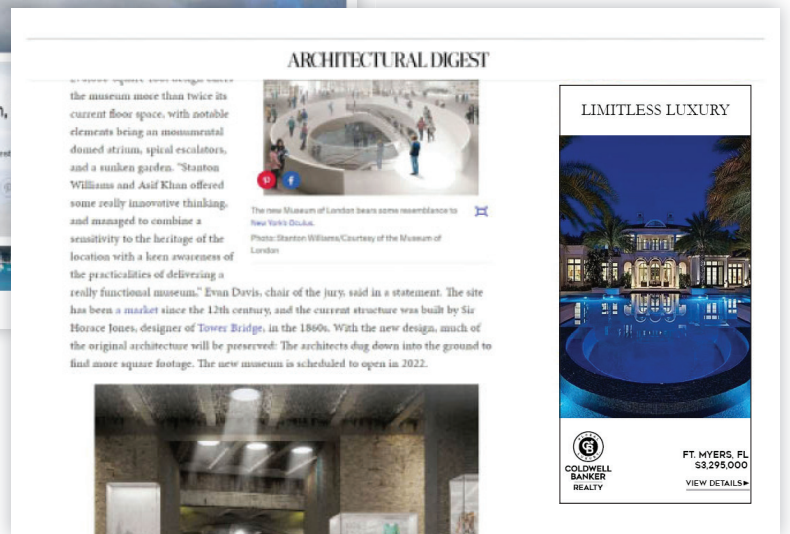 ARCHITECTURAL DIGEST
the museum more than twice its
current floor space, with notable
elements being an monumental
domed atrium, spiral escalators,
and a sunken garden. "Stanton
Williams and Asif Khan offered
some really innovative thinking,
and managed to combine a
sensitivity to the heritage of the
location with a keen awareness of
the practicalities of delivering a
The new Museum of London bears some resemblance to
New York's Oculus.
Photo: Stanton Williams/Courtesy of the Museum of
London
really functional museum," Evan Davis, chair of the jury, said in a statement. The site
has been a market since the 12th century, and the current structure was built by Sir
Horace Jones, designer of Tower Bridge, in the 1860s. With the new design, much of
the original architecture will be preserved: The architects dug down into the ground to
find more square footage. The new museum is scheduled to open in 2022.
LIMITLESS LUXURY
COLDWELL
BANKER
REALTY
FT. MYERS, FL
$3,295,000
VIEW DETAILS▸